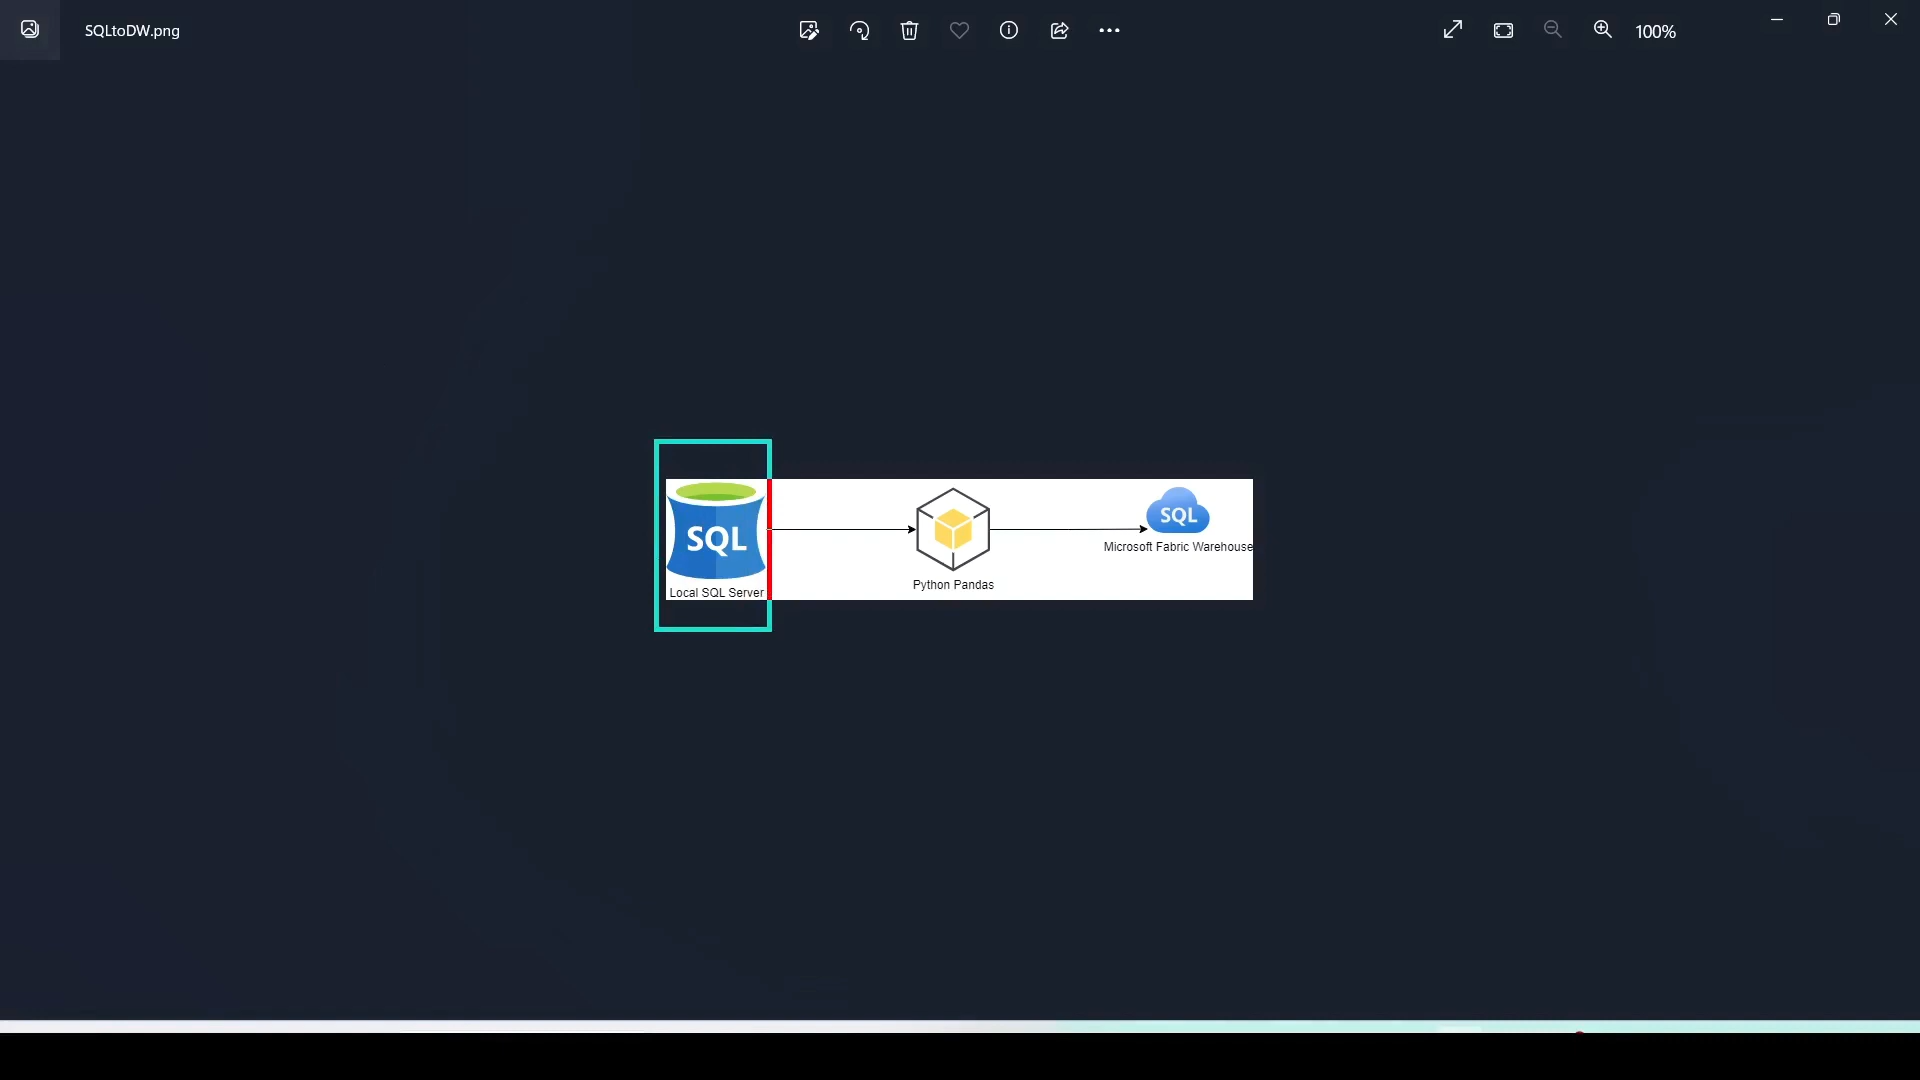 SQLtoDW.png
100%
SQL
Local SQL Server
Python Pandas
SQL
Microsoft Fabric Warehouse